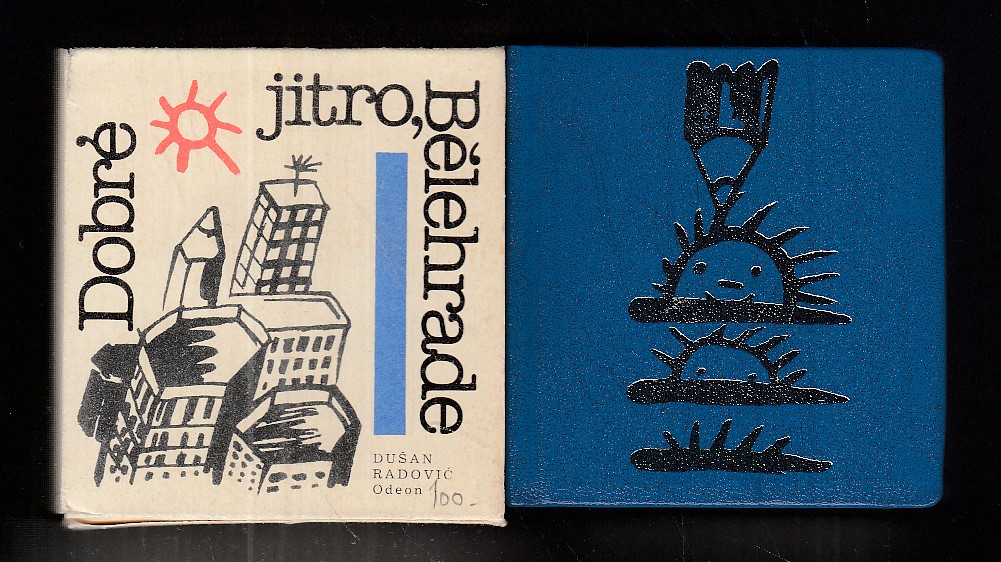 Dobré
jitro,
Bělehrade
DUŠAN
RADOVIĆ
Odeon
100.-